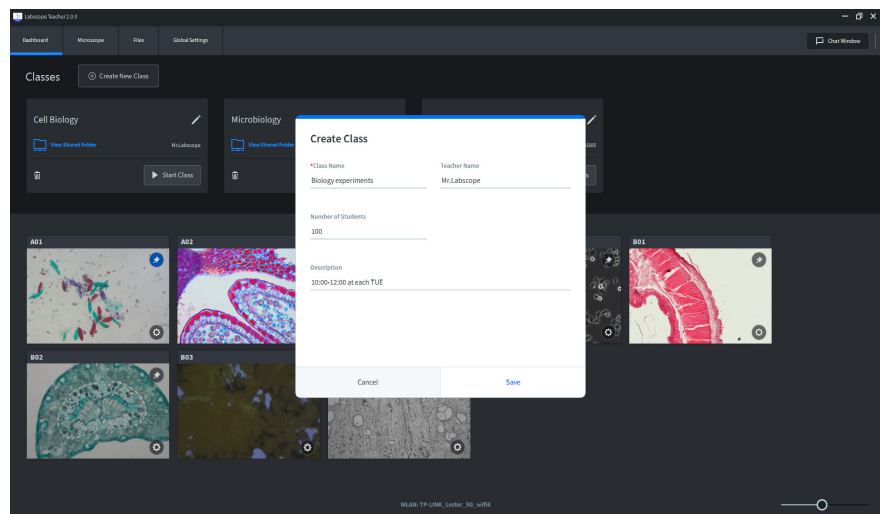 Labscope Teacher 2.0.0
Dashboard Microscope Files Global Settings Chat Window
Classes Create New Class
Cell Biology Microbiology
View Shared Folder Mr.Labscope View Shared Folder
Start Class
Create Class
*Class Name Teacher Name
Biology experiments Mr.Labscope
Number of Students
100
Description
10:00-12:00 at each TUE
Cancel Save
A01 A02 B01
B02 B03
WLAN: TP-LINK_Lester_5G_wifi6